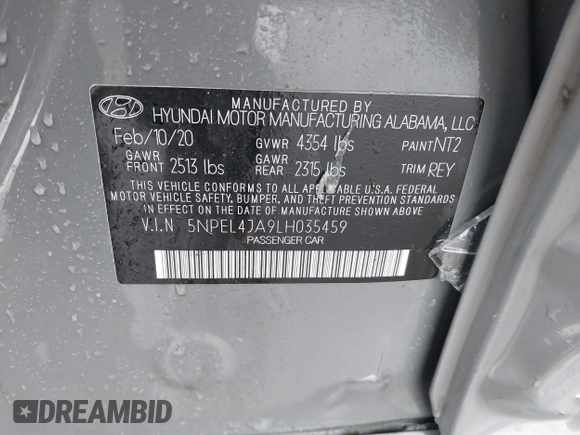 MANUFACTURED BY
HYUNDAI MOTOR MANUFACTURING ALABAMA, LLC
Feb/10/20 GVWR 4354 lbs PAINT NT2
GAWR FRONT 2513 lbs GAWR REAR 2315 lbs TRIM REY
THIS VEHICLE CONFORMS TO ALL APPLICABLE U.S.A. FEDERAL
MOTOR VEHICLE SAFETY, BUMPER, AND THEFT PREVENTION
STANDARDS IN EFFECT ON THE DATE OF MANUFACTURE SHOWN ABOVE.
V.I.N 5NPEL4JA9LH035459
PASSENGER CAR
DREAMBID